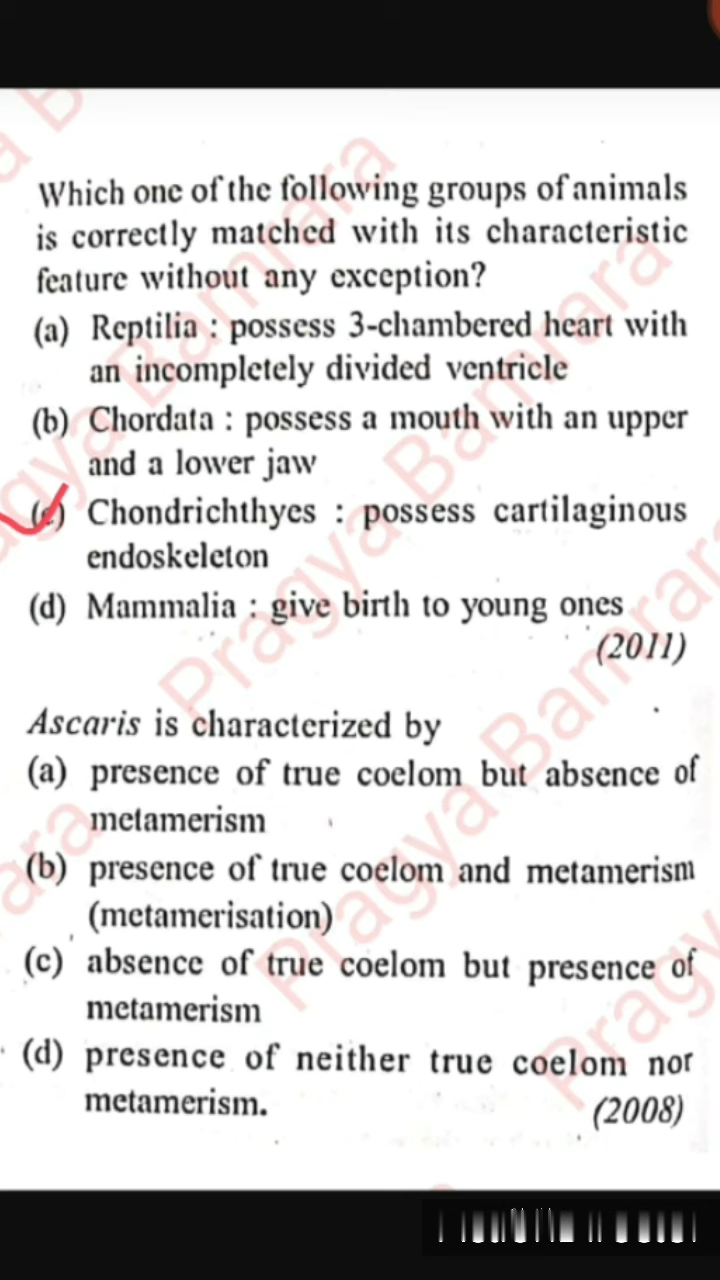 Which one of the following groups of animals
is correctly matched with its characteristic
feature without any exception?
(a) Reptilia : possess 3-chambered heart with
an incompletely divided ventricle
(b) Chordata : possess a mouth with an upper
and a lower jaw
(c) Chondrichthyes : possess cartilaginous
endoskeleton
(d) Mammalia : give birth to young ones
(2011)
Ascaris is characterized by
(a) presence of true coelom but absence of
metamerism
(b) presence of true coelom and metamerism
(metamerisation)
(c) absence of true coelom but presence of
metamerism
(d) presence of neither true coelom nor
metamerism.
(2008)
Pragya Bamrara
Pragya Bamrara